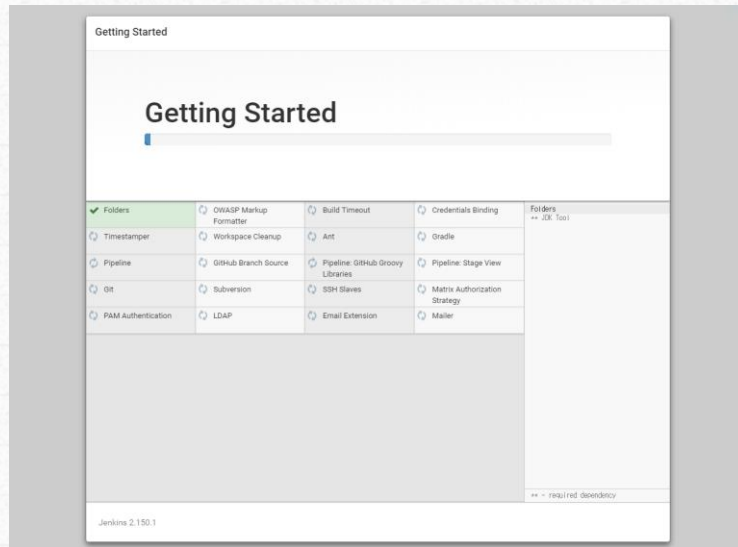 Getting Started
Getting Started
Folders
OWASP Markup
Formatter
Build Timeout
Credentials Binding
Timestamper
Workspace Cleanup
Ant
Gradle
Pipeline
GitHub Branch Source
Pipeline: GitHub Groovy
Libraries
Pipeline: Stage View
Git
Subversion
SSH Slaves
Matrix Authorization
Strategy
PAM Authentication
LDAP
Email Extension
Mailer
Folders
** JDK Tool
** - required dependency
Jenkins 2.150.1